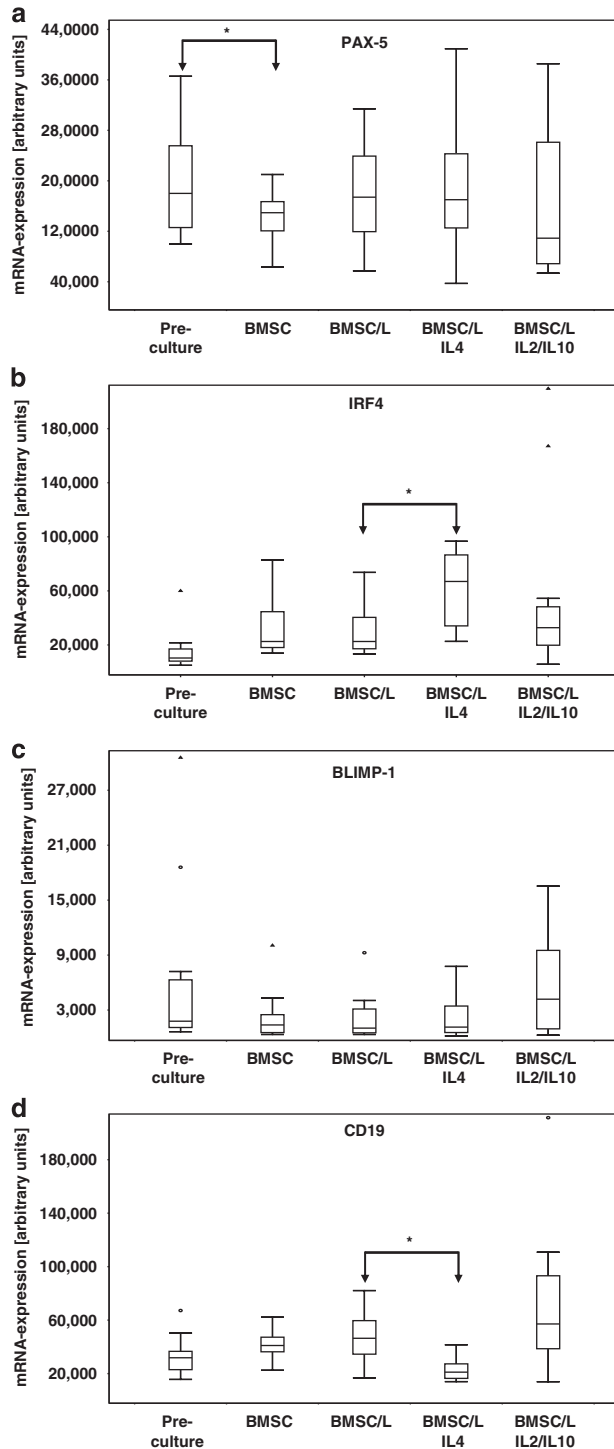 a
PAX-5
mRNA-expression [arbitrary units]
44,0000
36,0000
28,0000
20,0000
12,0000
40,000
*
Pre-
culture
BMSC
BMSC/L
BMSC/L
IL4
BMSC/L
IL2/IL10
b
IRF4
mRNA-expression [arbitrary units]
180,000
140,000
100,000
60,000
20,000
*
Pre-
culture
BMSC
BMSC/L
BMSC/L
IL4
BMSC/L
IL2/IL10
c
BLIMP-1
mRNA-expression [arbitrary units]
27,000
21,000
15,000
9,000
3,000
Pre-
culture
BMSC
BMSC/L
BMSC/L
IL4
BMSC/L
IL2/IL10
d
CD19
mRNA-expression [arbitrary units]
180,000
140,000
100,000
60,000
20,000
*
Pre-
culture
BMSC
BMSC/L
BMSC/L
IL4
BMSC/L
IL2/IL10